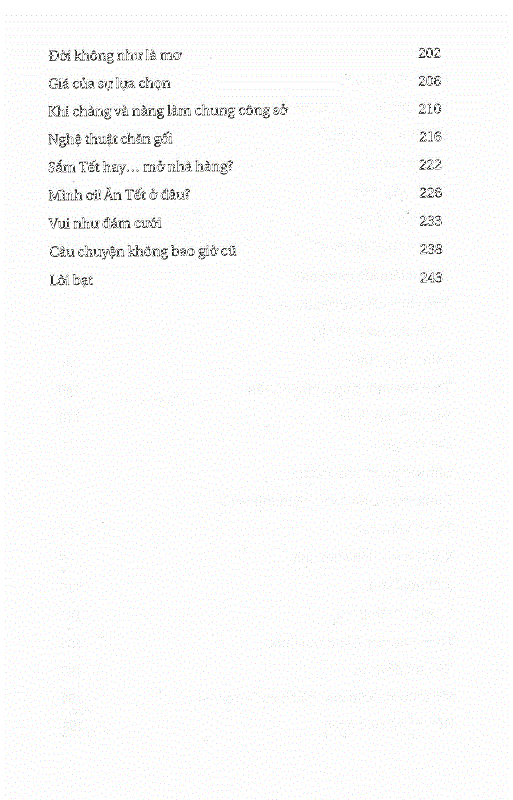 Đời không như là mơ 202
Giá của sự lựa chọn 206
Khi chàng và nàng làm chung công sở 210
Nghệ thuật chăn gối 216
Sắm Tết hay... mở nhà hàng? 222
Mình ơi! Ăn Tết ở đâu? 228
Vui như đám cưới 233
Câu chuyện không bao giờ cũ 238
Lời bạt 243